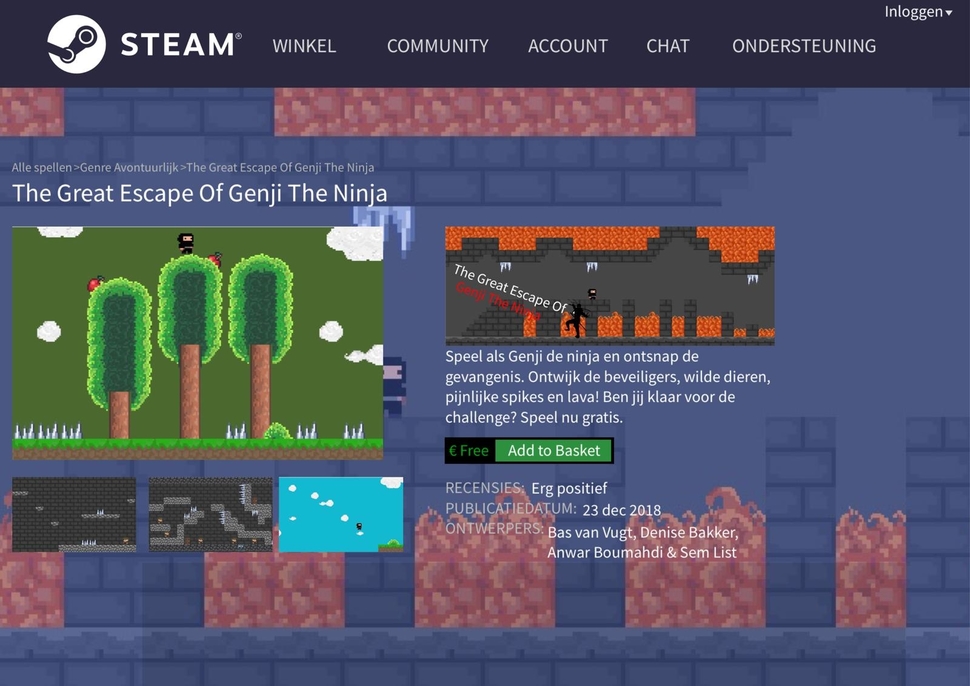 Inloggen
STEAM®
WINKEL COMMUNITY ACCOUNT CHAT ONDERSTEUNING
Alle spellen>Genre Avontuurlijk>The Great Escape Of Genji The Ninja
The Great Escape Of Genji The Ninja
The Great Escape Of
Genji The Ninja
Speel als Genji de ninja en ontsnap de
gevangenis. Ontwijk de beveiligers, wilde dieren,
pijnlijke spikes en lava! Ben jij klaar voor de
challenge? Speel nu gratis.
€ Free Add to Basket
RECENSIES: Erg positief
PUBLICATIEDATUM: 23 dec 2018
ONTWERPERS: Bas van Vugt, Denise Bakker,
Anwar Boumahdi & Sem List